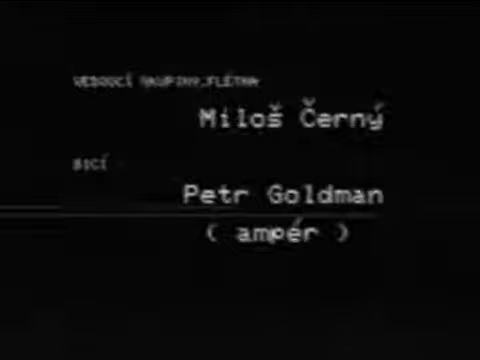 VEDOUCÍ SKUPINY,FLÉTNA
Miloš Černý
BICÍ
Petr Goldman
( ampér )